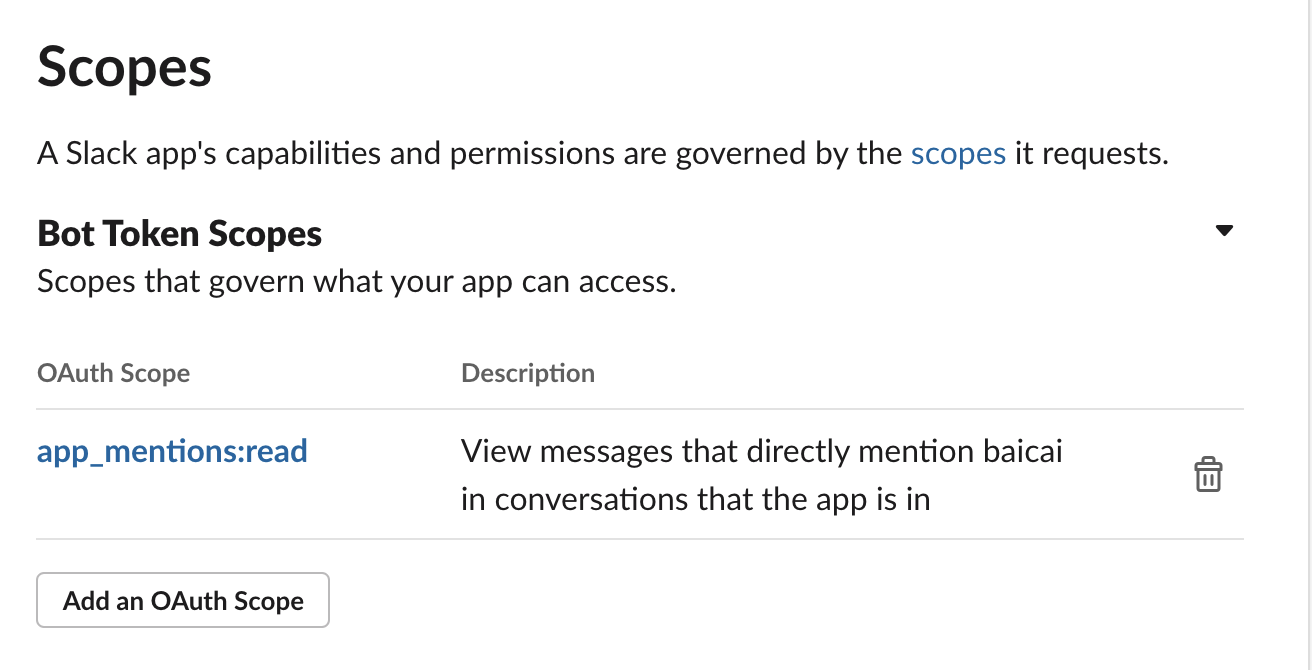 Scopes
A Slack app's capabilities and permissions are governed by the scopes it requests.
Bot Token Scopes
Scopes that govern what your app can access.
OAuth Scope Description
app_mentions:read View messages that directly mention baicai
in conversations that the app is in
Add an OAuth Scope